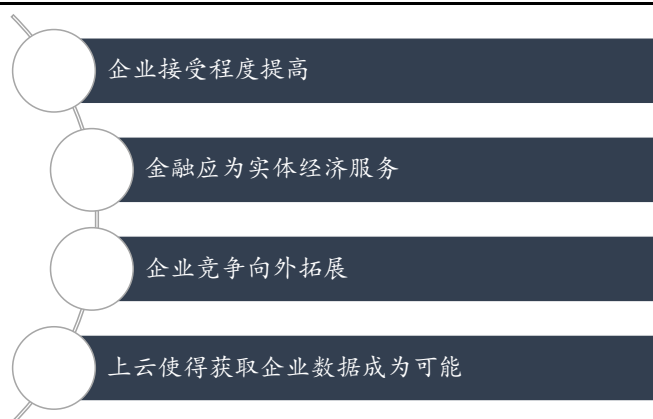 企业接受程度提高
金融应为实体经济服务
企业竞争向外拓展
上云使得获取企业数据成为可能